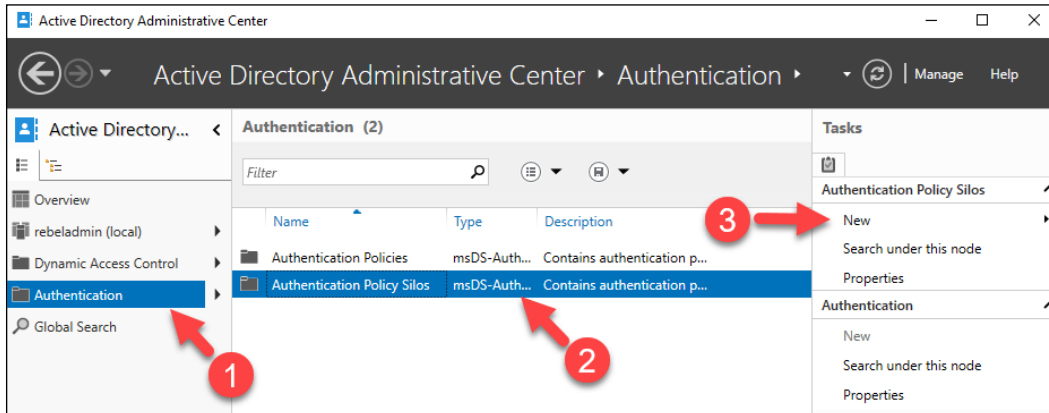 Active Directory Administrative Center
Active Directory Administrative Center • Authentication •
Manage
Help
Active Directory...
Overview
rebeladmin (local)
Dynamic Access Control
Authentication
Global Search
1
Authentication (2)
Filter
Name Type Description
Authentication Policies msDS-Auth... Contains authentication p...
Authentication Policy Silos msDS-Auth... Contains authentication p...
2
3
Tasks
Authentication Policy Silos
New
Search under this node
Properties
Authentication
New
Search under this node
Properties